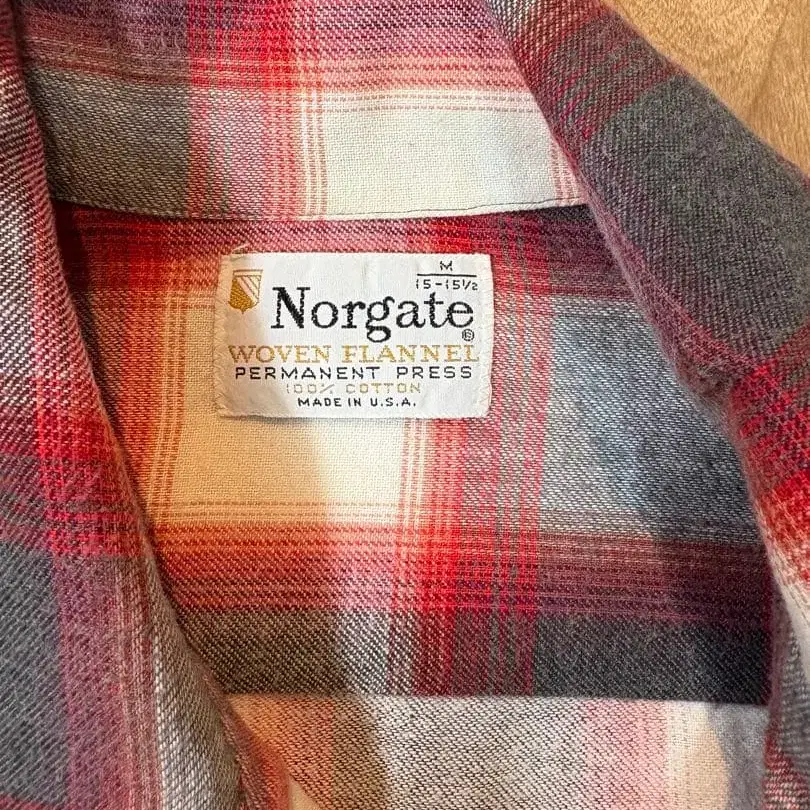 M
15-15½
Norgate®
WOVEN FLANNEL
PERMANENT PRESS
100% COTTON
MADE IN U.S.A.